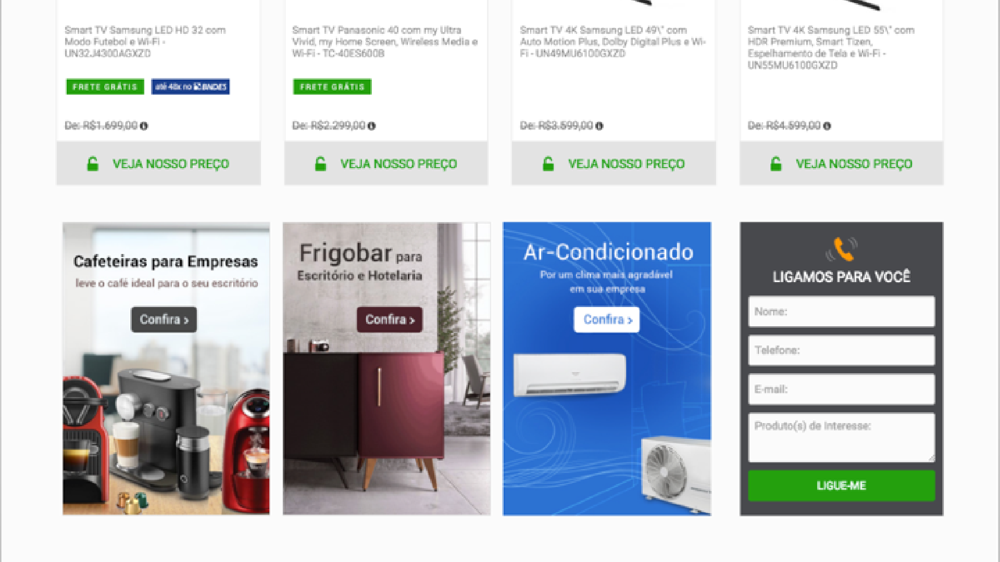 Smart TV Samsung LED HD 32 com
Modo Futebol e Wi-Fi -
UN32J4300AGXZD
FRETE GRÁTIS
até 48x no BNDES
De: R$1.699,00
VEJA NOSSO PREÇO
Smart TV Panasonic 40 com my Ultra
Vivid, my Home Screen, Wireless Media e
Wi-Fi - TC-40ES600B
FRETE GRÁTIS
De: R$2.299,00
VEJA NOSSO PREÇO
Smart TV 4K Samsung LED 49\" com
Auto Motion Plus, Dolby Digital Plus e Wi-
Fi - UN49MU6100GXZD
De: R$3.599,00
VEJA NOSSO PREÇO
Smart TV 4K Samsung LED 55\" com
HDR Premium, Smart Tizen,
Espelhamento de Tela e Wi-Fi -
UN55MU6100GXZD
De: R$4.599,00
VEJA NOSSO PREÇO
Cafeteiras para Empresas
leve o café ideal para o seu escritório
Confira >
Frigobar para
Escritório e Hotelaria
Confira >
Ar-Condicionado
Por um clima mais agradável
em sua empresa
Confira >
LIGAMOS PARA VOCÊ
Nome:
Telefone:
E-mail:
Produto(s) de Interesse:
LIGUE-ME